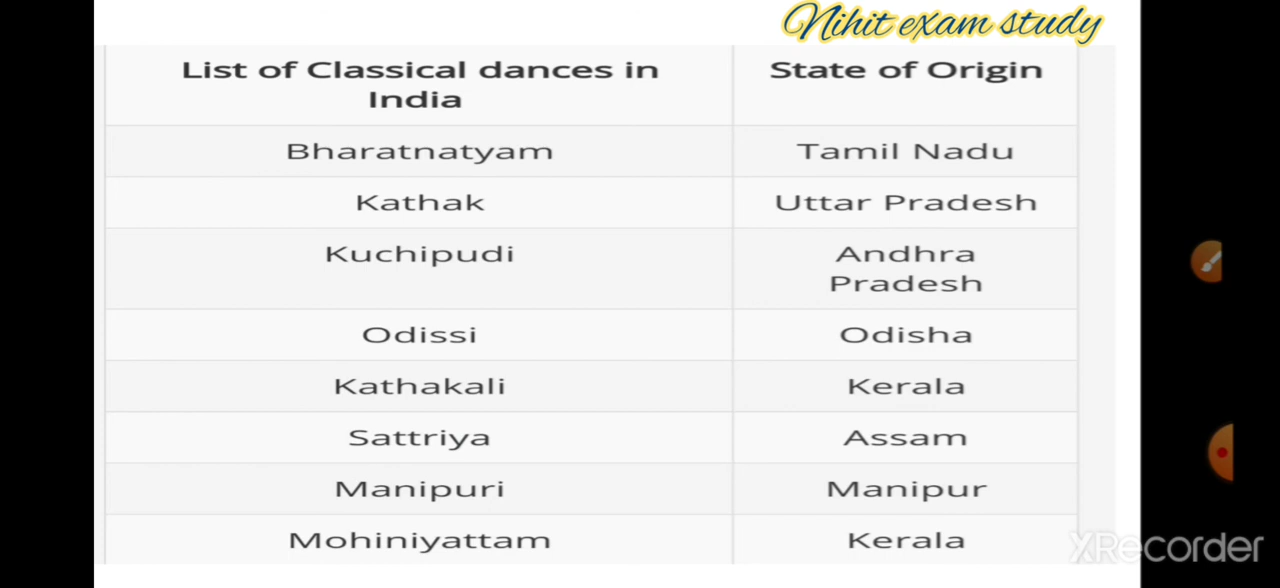 Nihit exam study
List of Classical dances in State of Origin
India
Bharatnatyam Tamil Nadu
Kathak Uttar Pradesh
Kuchipudi Andhra
Pradesh
Odissi Odisha
Kathakali Kerala
Sattriya Assam
Manipuri Manipur
Mohiniyattam Kerala
XRecorder